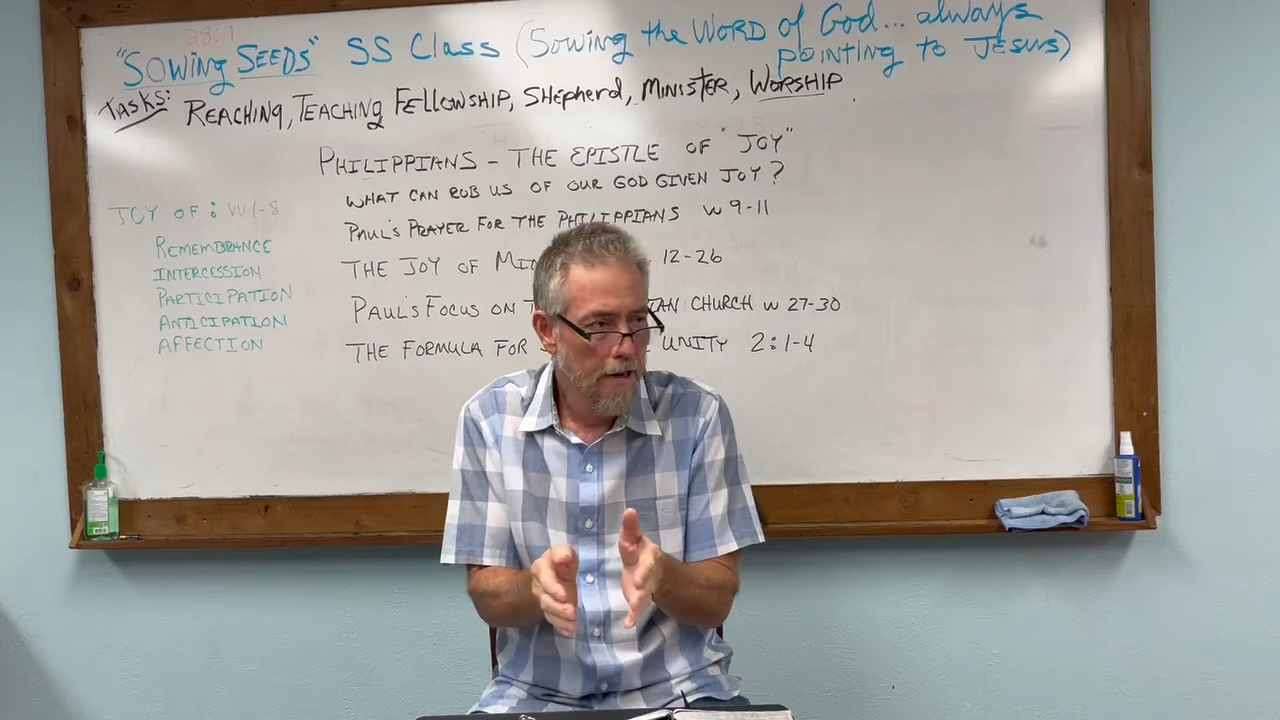 28:1
"SOWING SEEDS" SS Class (Sowing the WORD of God... always
pointing to JESUS)
TASKS: REACHING, TEACHING FELLOWSHIP, SHEPHERD, MINISTER, WORSHIP
PHILIPPIANS - THE EPISTLE OF "JOY"
WHAT CAN ROB US OF OUR GOD GIVEN JOY?
PAUL'S PRAYER FOR THE PHILIPPIANS vv 9-11
THE JOY OF 12-26
PAUL'S FOCUS ON CHURCH vv 27-30
THE FORMULA FOR UNITY 2:1-4
JOY OF: VV 1-8
REMEMBRANCE
INTERCESSION
PARTICIPATION
ANTICIPATION
AFFECTION